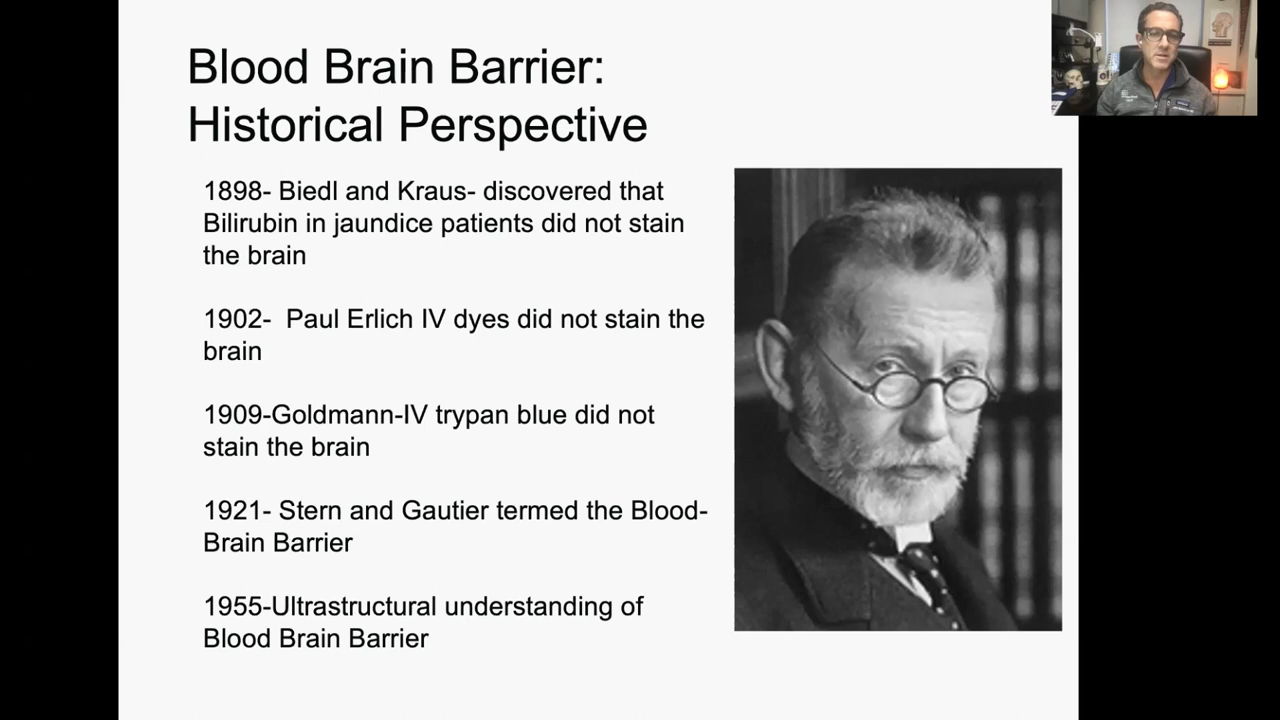 Blood Brain Barrier:
Historical Perspective
1898- Biedl and Kraus- discovered that
Bilirubin in jaundice patients did not stain
the brain
1902-  Paul Erlich IV dyes did not stain the
brain
1909-Goldmann-IV trypan blue did not
stain the brain
1921- Stern and Gautier termed the Blood-
Brain Barrier
1955-Ultrastructural understanding of
Blood Brain Barrier